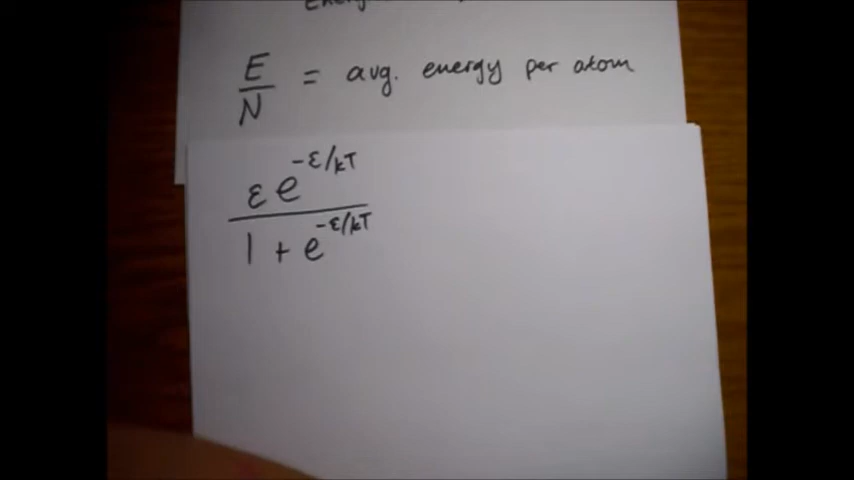 E/N = avg. energy per atom
εe^-ε/kT
1 + e^-ε/kT